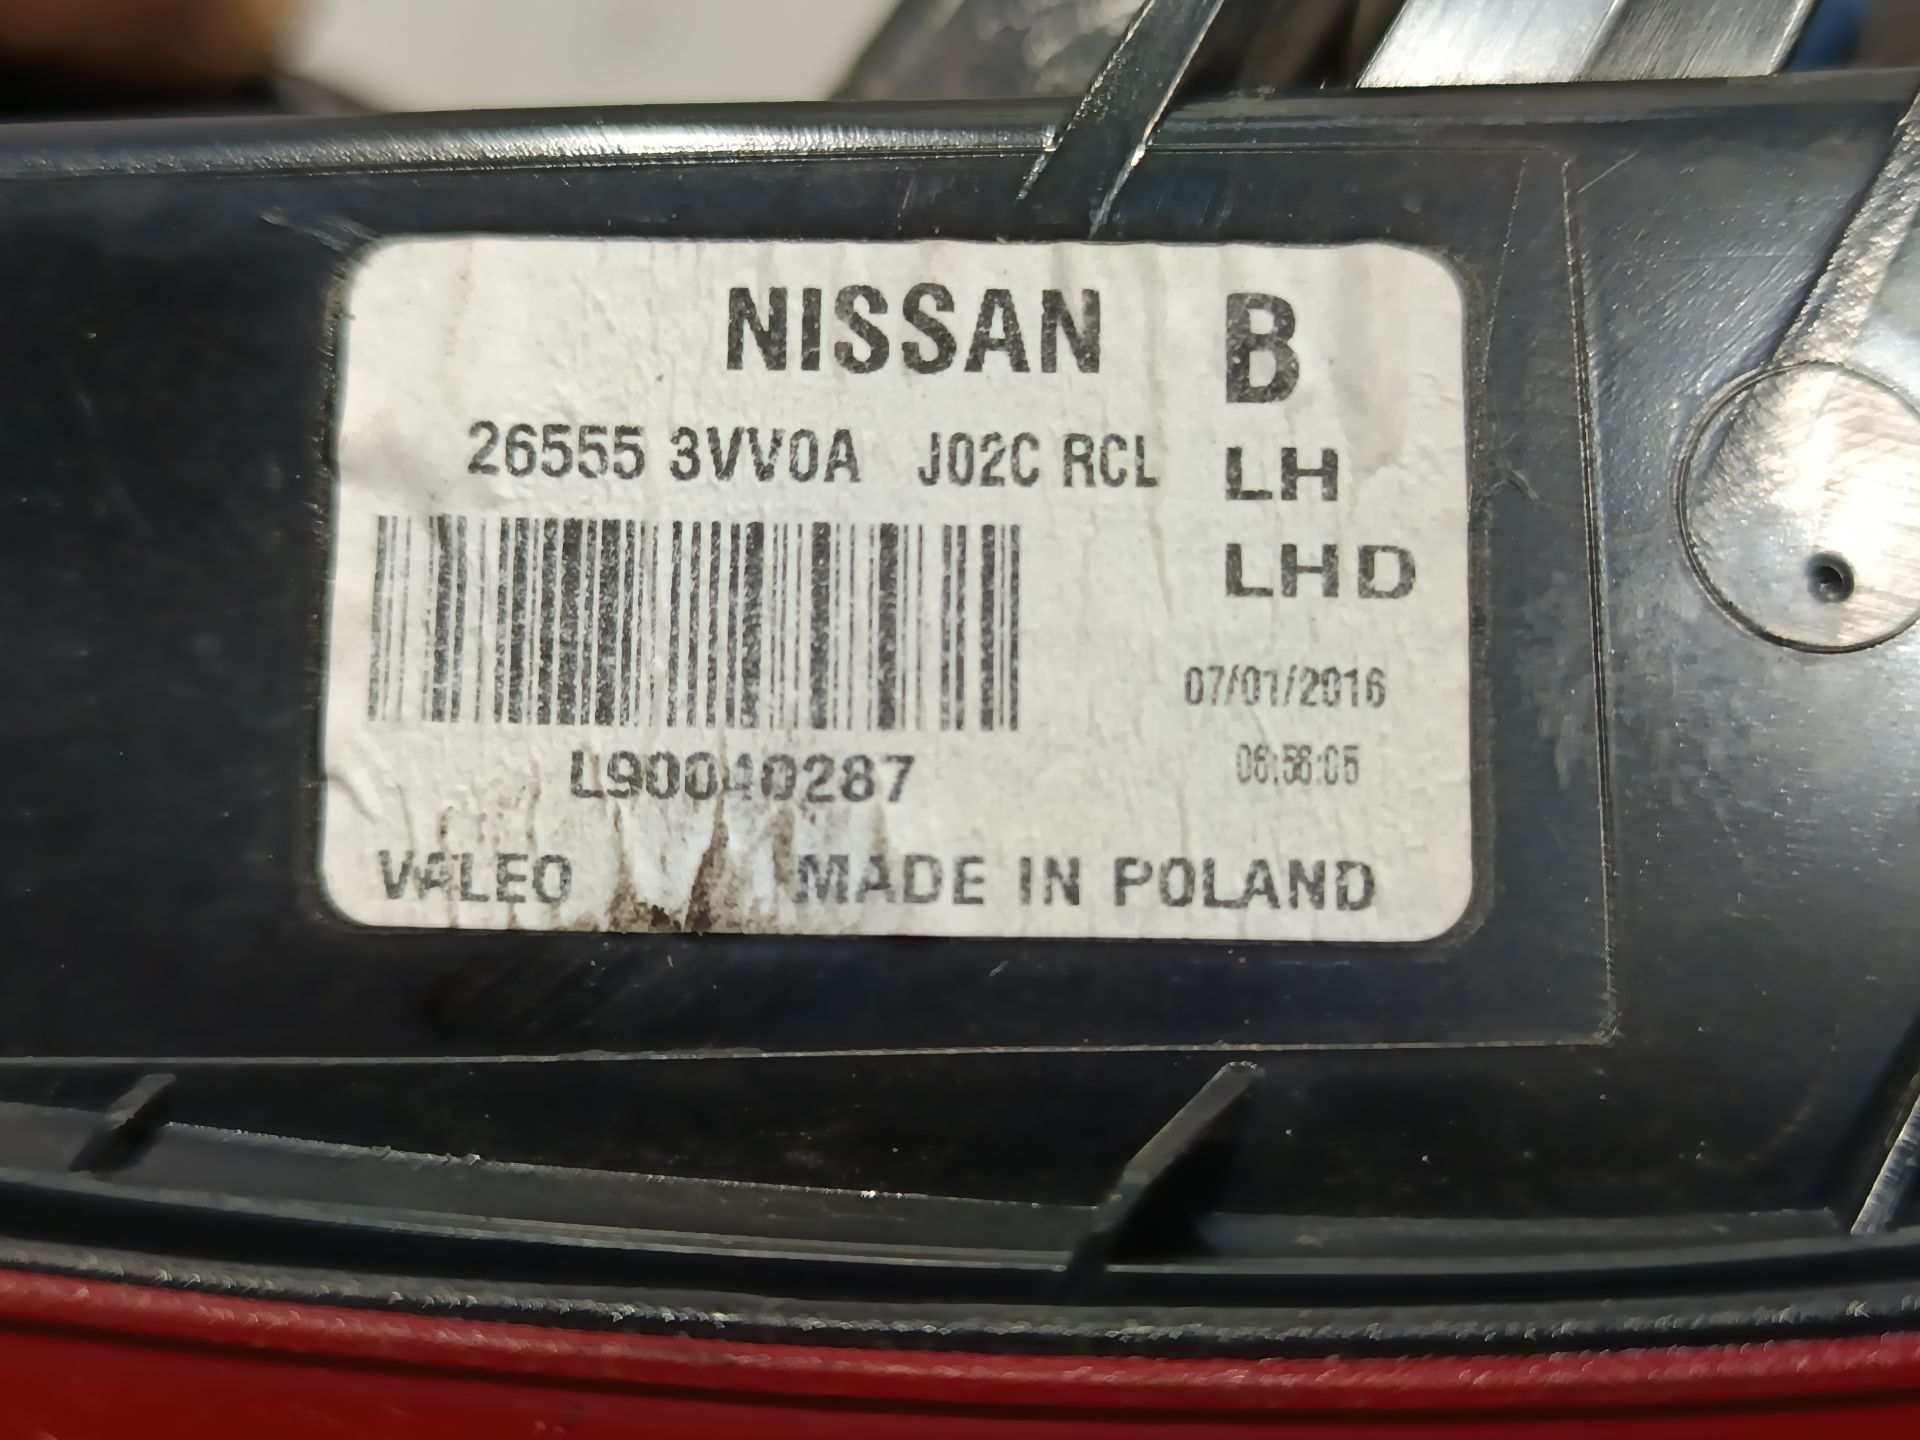 NISSAN B
26555 3VV0A J02C RCL LH
LHD
07/01/2016
L90040287 06:58:05
VALEO MADE IN POLAND